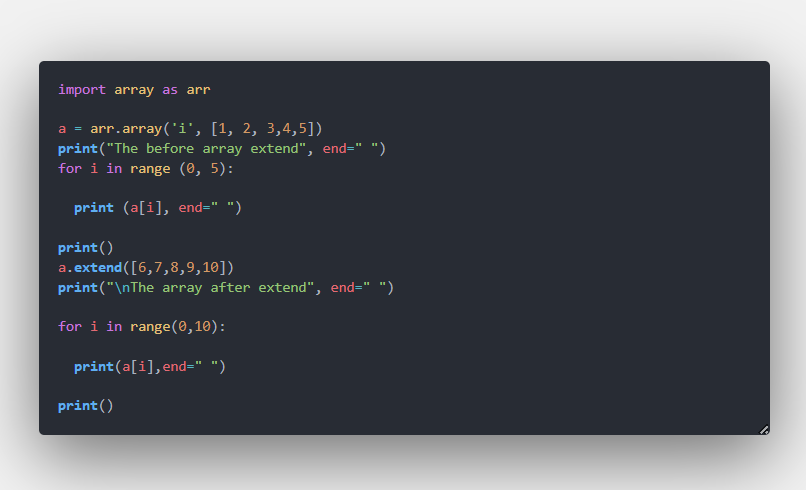 import array as arr
a = arr.array('i', [1, 2, 3,4,5])
print("The before array extend", end=" ")
for i in range (0, 5):
  print (a[i], end=" ")
print()
a.extend([6,7,8,9,10])
print("\nThe array after extend", end=" ")
for i in range(0,10):
  print(a[i],end=" ")
print()